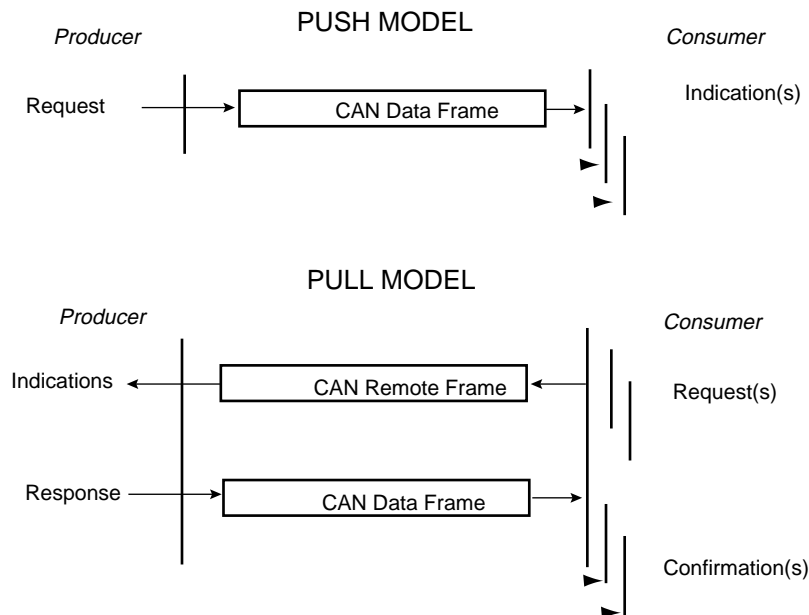 PUSH MODEL
Producer
Consumer
Request
CAN Data Frame
Indication(s)
PULL MODEL
Producer
Consumer
Indications
CAN Remote Frame
Request(s)
Response
CAN Data Frame
Confirmation(s)